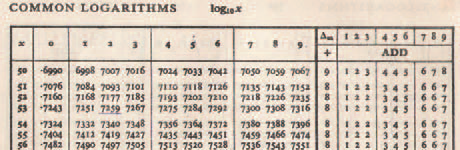 COMMON LOGARITHMS log₁₀x
x 0 1 2 3 4 5 6 7 8 9 Δm 1 2 3 4 5 6 7 8 9
+ ADD
50 ·6990 6998 7007 7016 7024 7033 7042 7050 7059 7067 9 1 2 3 4 4 5 6 7 8
51 ·7076 7084 7093 7101 7110 7118 7126 7135 7143 7152 8 1 2 2 3 4 5 6 6 7
52 ·7160 7168 7177 7185 7193 7202 7210 7218 7226 7235 8 1 2 2 3 4 5 6 6 7
53 ·7243 7251 7259 7267 7275 7284 7292 7300 7308 7316 8 1 2 2 3 4 5 6 6 7
54 ·7324 7332 7340 7348 7356 7364 7372 7380 7388 7396 8 1 2 2 3 4 5 6 6 7
55 ·7404 7412 7419 7427 7435 7443 7451 7459 7466 7474 8 1 2 2 3 4 5 6 6 7
56 ·7482 7490 7497 7505 7513 7520 7528 7536 7543 7551 8 1 2 2 3 4 5 6 6 7